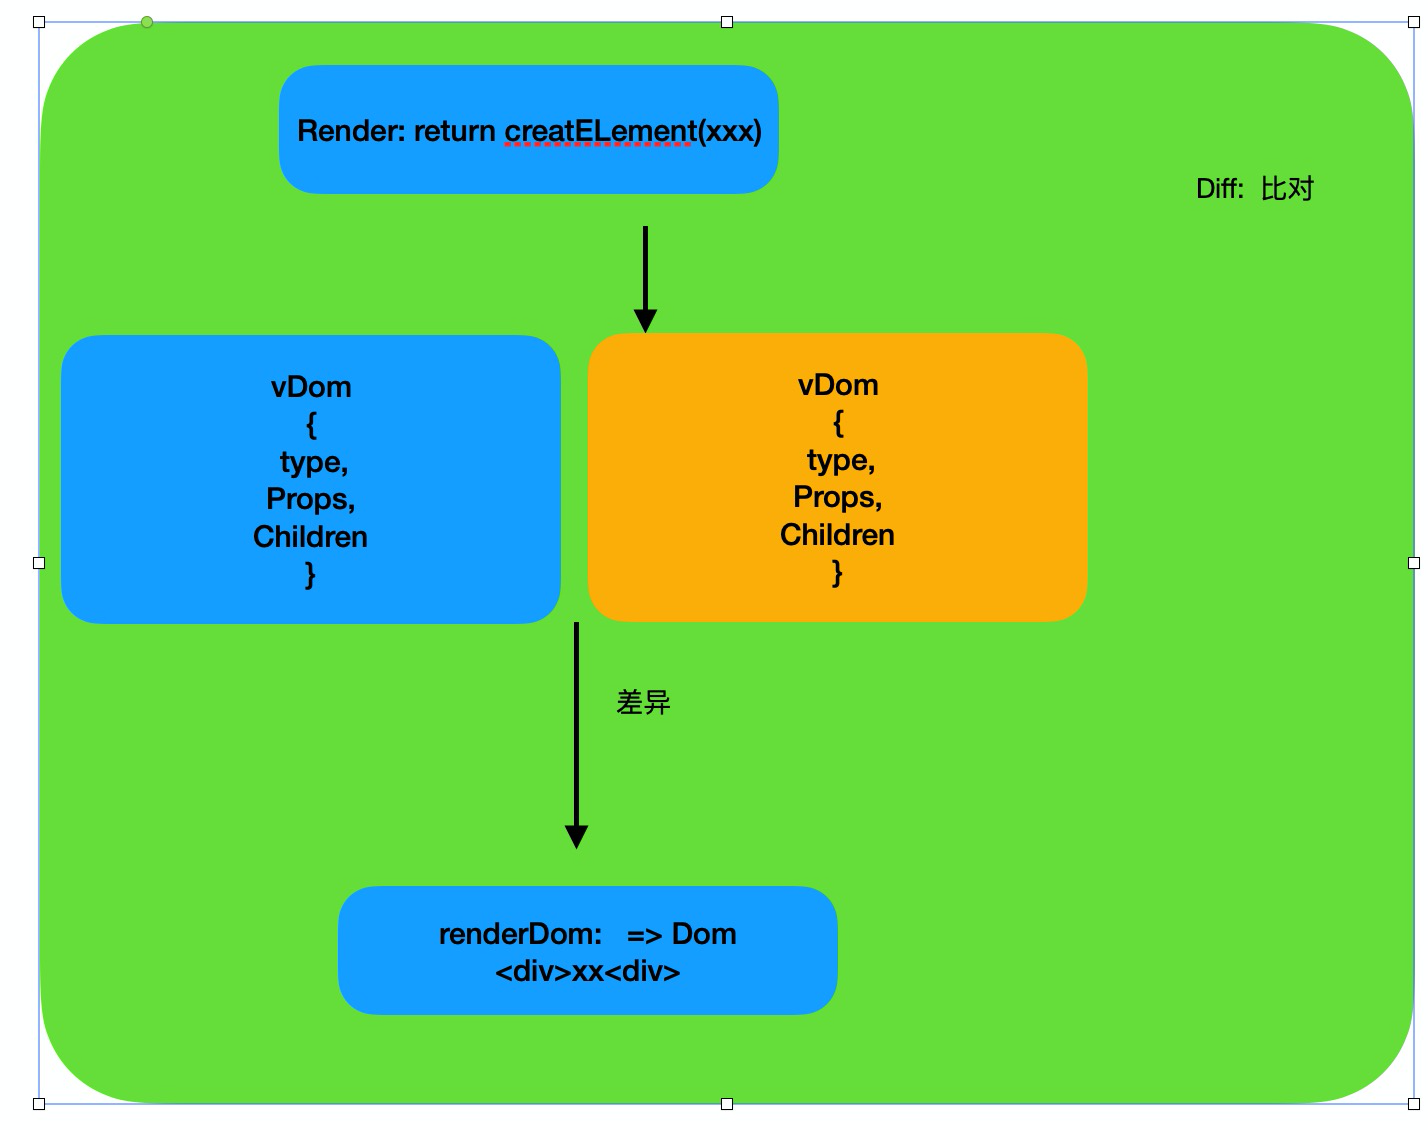 Render: return creatELement(xxx)
Diff: 比对
vDom
{
type,
Props,
Children
}
vDom
{
type,
Props,
Children
}
差异
renderDom: => Dom
<div>xx<div>